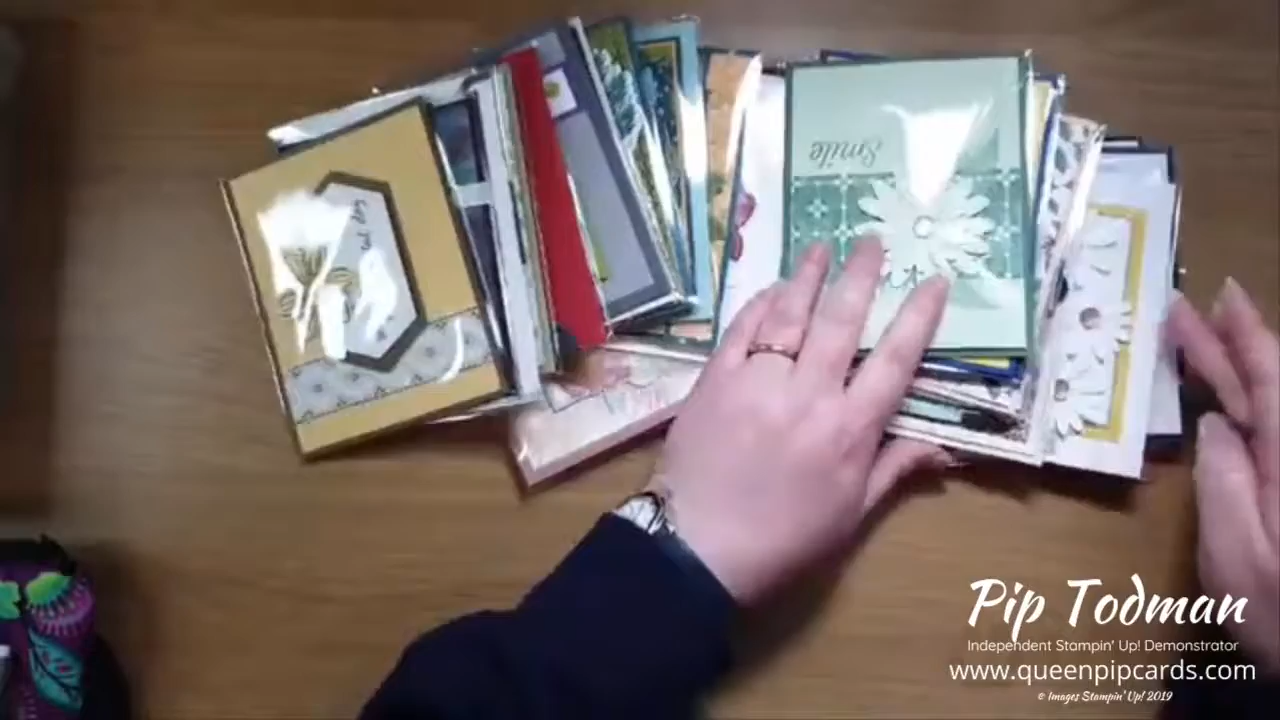 Smile
Pip Todman
Independent Stampin' Up! Demonstrator
www.queenpipcards.com
© Images Stampin' Up! 2019